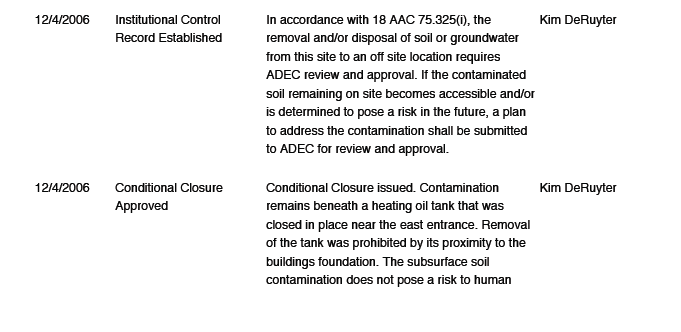 12/4/2006 Institutional Control In accordance with 18 AAC 75.325(i), the Kim DeRuyter
Record Established removal and/or disposal of soil or groundwater
from this site to an off site location requires
ADEC review and approval. If the contaminated
soil remaining on site becomes accessible and/or
is determined to pose a risk in the future, a plan
to address the contamination shall be submitted
to ADEC for review and approval.
12/4/2006 Conditional Closure Conditional Closure issued. Contamination Kim DeRuyter
Approved remains beneath a heating oil tank that was
closed in place near the east entrance. Removal
of the tank was prohibited by its proximity to the
buildings foundation. The subsurface soil
contamination does not pose a risk to human